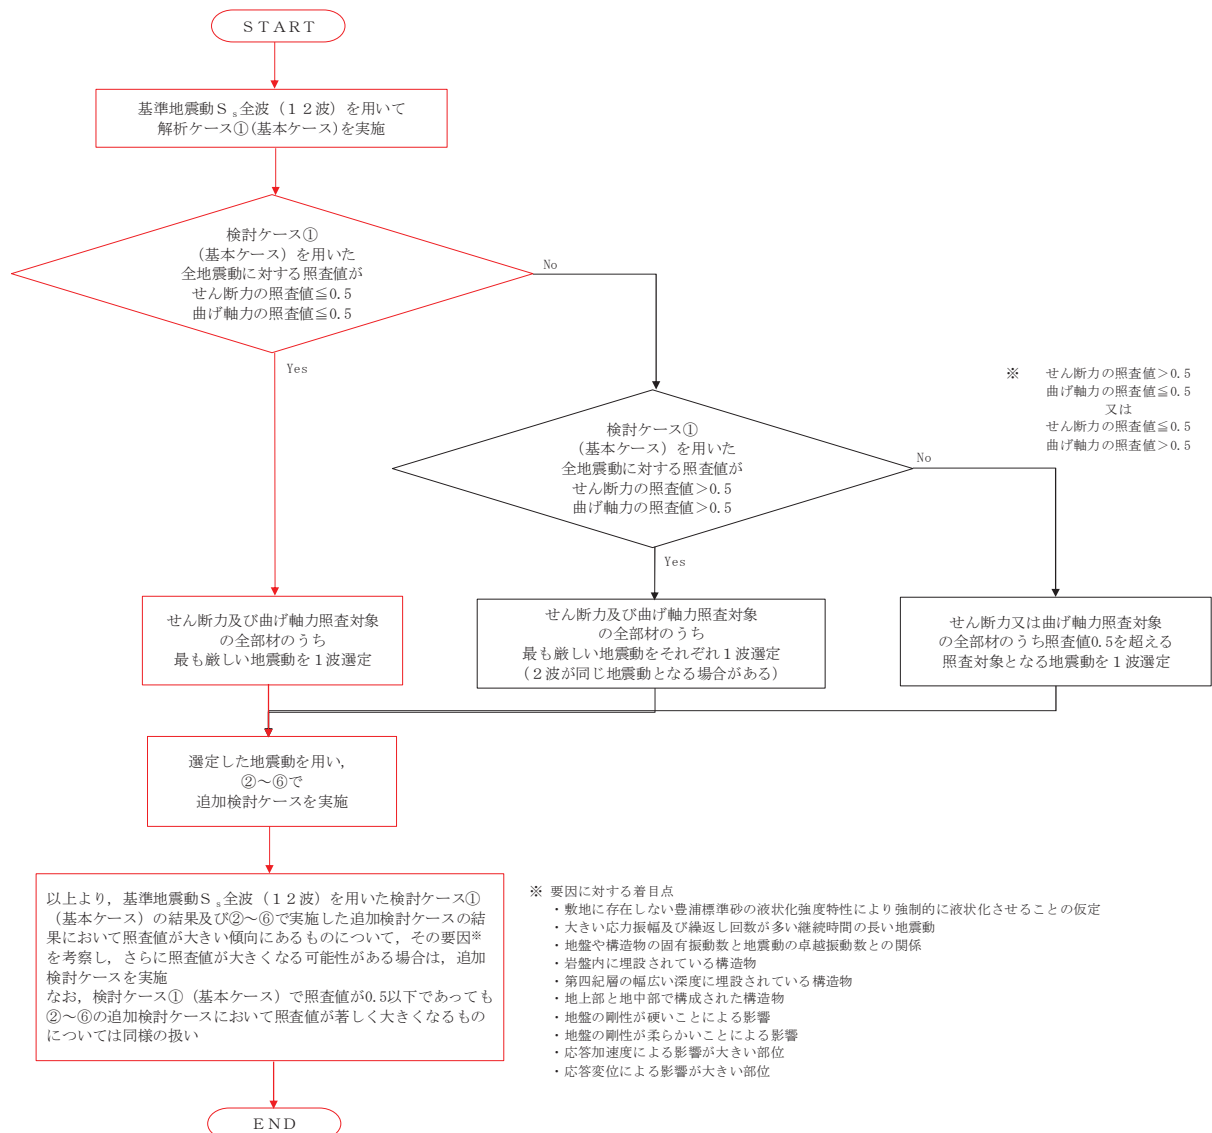 ＳＴＡＲＴ
基準地震動Ｓｓ全波（１２波）を用いて
解析ケース①(基本ケース)を実施
検討ケース①
（基本ケース）を用いた
全地震動に対する照査値が
せん断力の照査値≦0.5
曲げ軸力の照査値≦0.5
No
Yes
※　せん断力の照査値＞0.5
曲げ軸力の照査値≦0.5
又は
せん断力の照査値≦0.5
曲げ軸力の照査値＞0.5
検討ケース①
（基本ケース）を用いた
全地震動に対する照査値が
せん断力の照査値＞0.5
曲げ軸力の照査値＞0.5
No
Yes
せん断力及び曲げ軸力照査対象
の全部材のうち
最も厳しい地震動を１波選定
せん断力及び曲げ軸力照査対象
の全部材のうち
最も厳しい地震動をそれぞれ１波選定
（２波が同じ地震動となる場合がある）
せん断力又は曲げ軸力照査対象
の全部材のうち照査値0.5を超える
照査対象となる地震動を１波選定
選定した地震動を用い，
②～⑥で
追加検討ケースを実施
以上より，基準地震動Ｓｓ全波（１２波）を用いた検討ケース①
（基本ケース）の結果及び②～⑥で実施した追加検討ケースの結
果において照査値が大きい傾向にあるものについて，その要因※
を考察し，さらに照査値が大きくなる可能性がある場合は，追加
検討ケースを実施
なお，検討ケース①（基本ケース）で照査値が0.5以下であっても
②～⑥の追加検討ケースにおいて照査値が著しく大きくなるもの
については同様の扱い
※ 要因に対する着目点
・敷地に存在しない豊浦標準砂の液状化強度特性により強制的に液状化させることの仮定
・大きい応力振幅及び繰返し回数が多い継続時間の長い地震動
・地盤や構造物の固有振動数と地震動の卓越振動数との関係
・岩盤内に埋設されている構造物
・第四紀層の幅広い深度に埋設されている構造物
・地上部と地中部で構成された構造物
・地盤の剛性が硬いことによる影響
・地盤の剛性が柔らかいことによる影響
・応答加速度による影響が大きい部位
・応答変位による影響が大きい部位
ＥＮＤ